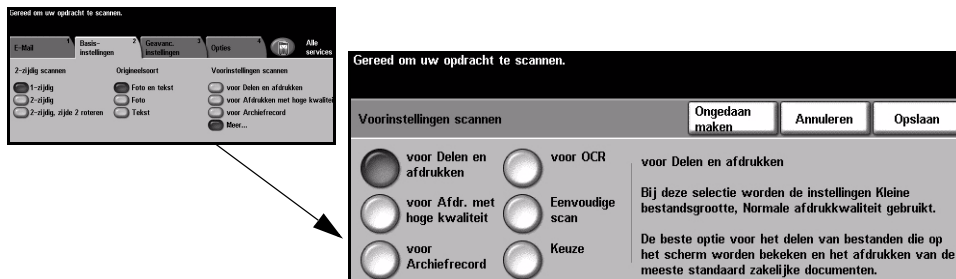 Gereed om uw opdracht te scannen.
E-Mail 1
Basis-instellingen 2
Geavanc. instellingen 3
Opties 4
Alle services
2-zijdig scannen
1-zijdig
2-zijdig
2-zijdig, zijde 2 roteren
Origineelsoort
Foto en tekst
Foto
Tekst
Voorinstellingen scannen
voor Delen en afdrukken
voor Afdrukken met hoge kwalitei
voor Archiefrecord
Meer...
Gereed om uw opdracht te scannen.
Voorinstellingen scannen
Ongedaan
maken
Annuleren
Opslaan
voor Delen en
afdrukken
voor Afdr. met
hoge kwaliteit
voor
Archiefrecord
voor OCR
Eenvoudige
scan
Keuze
voor Delen en afdrukken
Bij deze selectie worden de instellingen Kleine
bestandsgrootte, Normale afdrukkwaliteit gebruikt.
De beste optie voor het delen van bestanden die op
het scherm worden bekeken en het afdrukken van de
meeste standaard zakelijke documenten.